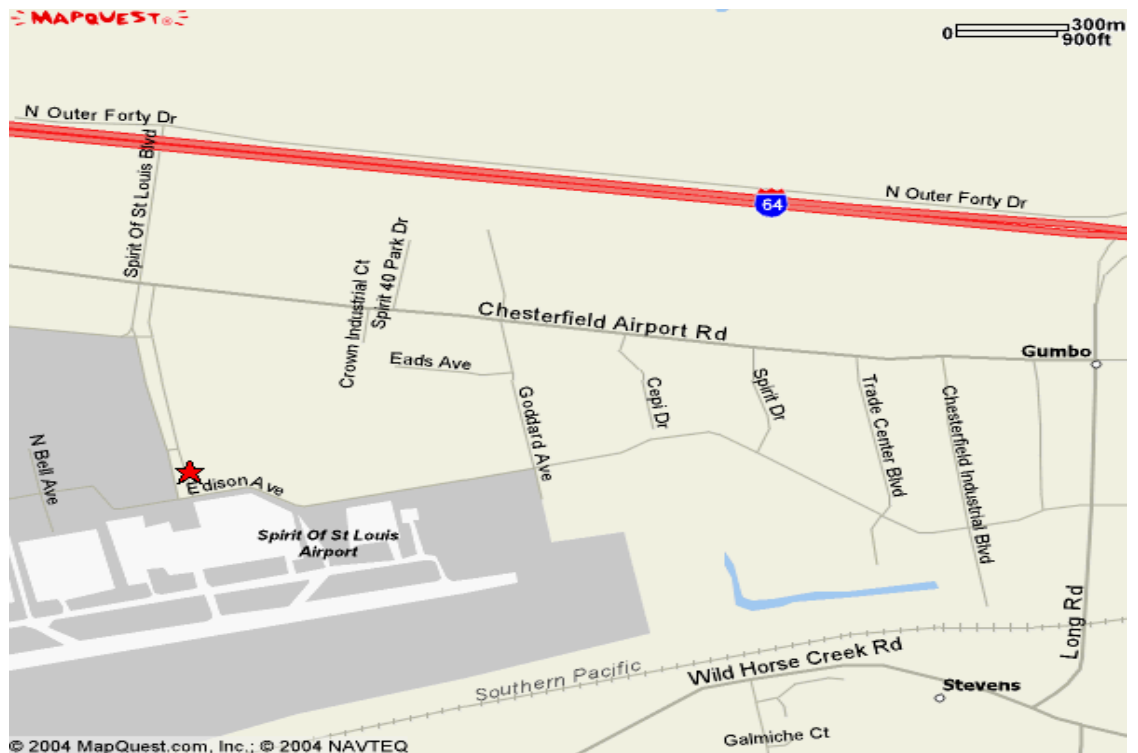 MAPQUEST®
0 300m
900ft
N Outer Forty Dr
Spirit Of St Louis Blvd
64
N Outer Forty Dr
Crown Industrial Ct
Spirit 40 Park Dr
Chesterfield Airport Rd
Gumbo
Eads Ave
Goddard Ave
Cepi Dr
Spirit Dr
Trade Center Blvd
Chesterfield Industrial Blvd
N Bell Ave
Edison Ave
Spirit Of St Louis
Airport
Long Rd
Southern Pacific
Wild Horse Creek Rd
Stevens
Galmiche Ct
© 2004 MapQuest.com, Inc.; © 2004 NAVTEQ